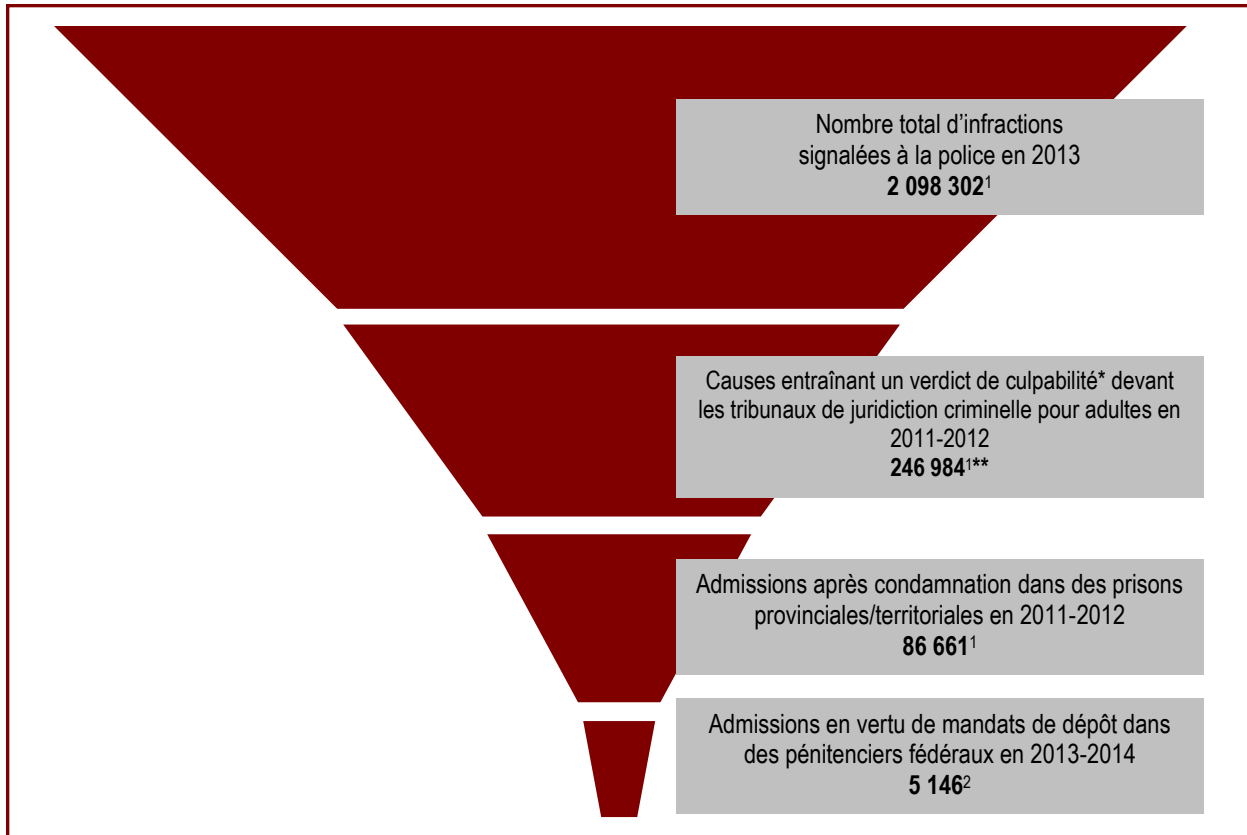 Nombre total d’infractions
signalées à la police en 2013
2 098 302¹
Causes entraînant un verdict de culpabilité* devant
les tribunaux de juridiction criminelle pour adultes en
2011-2012
246 984¹**
Admissions après condamnation dans des prisons
provinciales/territoriales en 2011-2012
86 661¹
Admissions en vertu de mandats de dépôt dans
des pénitenciers fédéraux en 2013-2014
5 146²